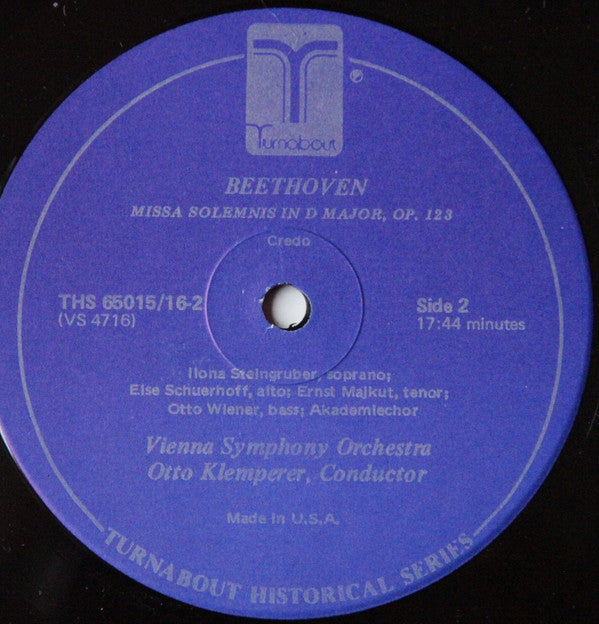 Turnabout
®
BEETHOVEN
MISSA SOLEMNIS IN D MAJOR, OP. 123
Credo
THS 65015/16-2
(VS 4716)
Side 2
17:44 minutes
Ilona Steingruber, soprano;
Else Schuerhoff, alto; Ernst Majkut, tenor;
Otto Wiener, bass; Akademiechor
Vienna Symphony Orchestra
Otto Klemperer, Conductor
Made in U.S.A.
TURNABOUT HISTORICAL SERIES